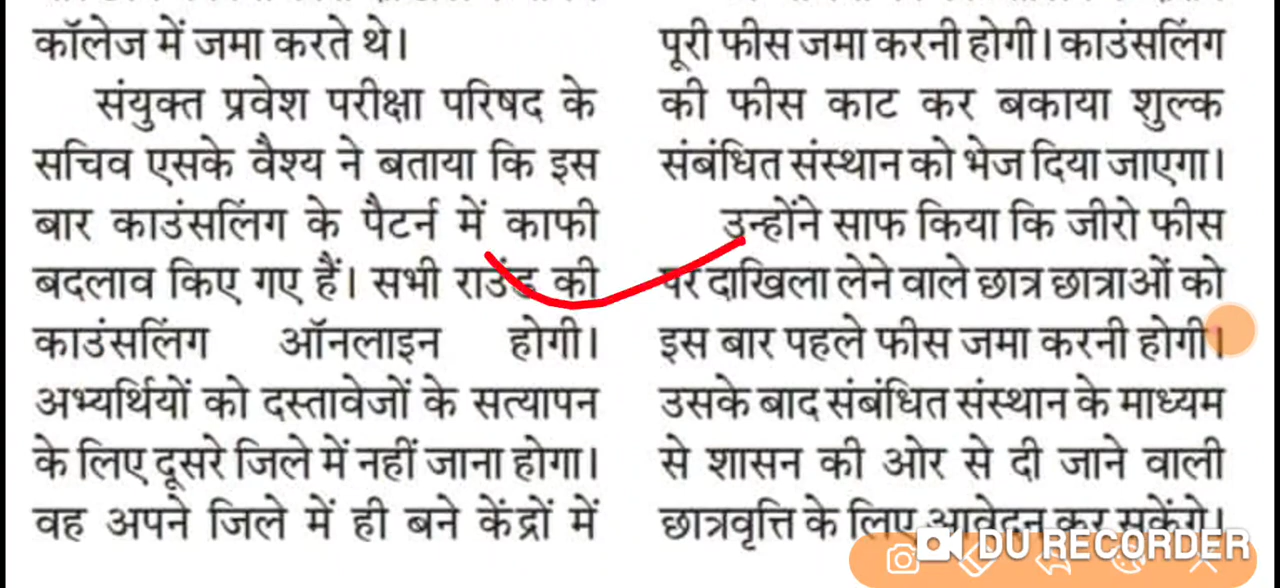 कॉलेज में जमा करते थे।
संयुक्त प्रवेश परीक्षा परिषद के
सचिव एसके वैश्य ने बताया कि इस
बार काउंसलिंग के पैटर्न में काफी
बदलाव किए गए हैं। सभी राउंड की
काउंसलिंग ऑनलाइन होगी।
अभ्यर्थियों को दस्तावेजों के सत्यापन
के लिए दूसरे जिले में नहीं जाना होगा।
वह अपने जिले में ही बने केंद्रों में
पूरी फीस जमा करनी होगी। काउंसलिंग
की फीस काट कर बकाया शुल्क
संबंधित संस्थान को भेज दिया जाएगा।
उन्होंने साफ किया कि जीरो फीस
पर दाखिला लेने वाले छात्र छात्राओं को
इस बार पहले फीस जमा करनी होगी।
उसके बाद संबंधित संस्थान के माध्यम
से शासन की ओर से दी जाने वाली
छात्रवृत्ति के लिए आवेदन कर सकेंगे।
DU RECORDER